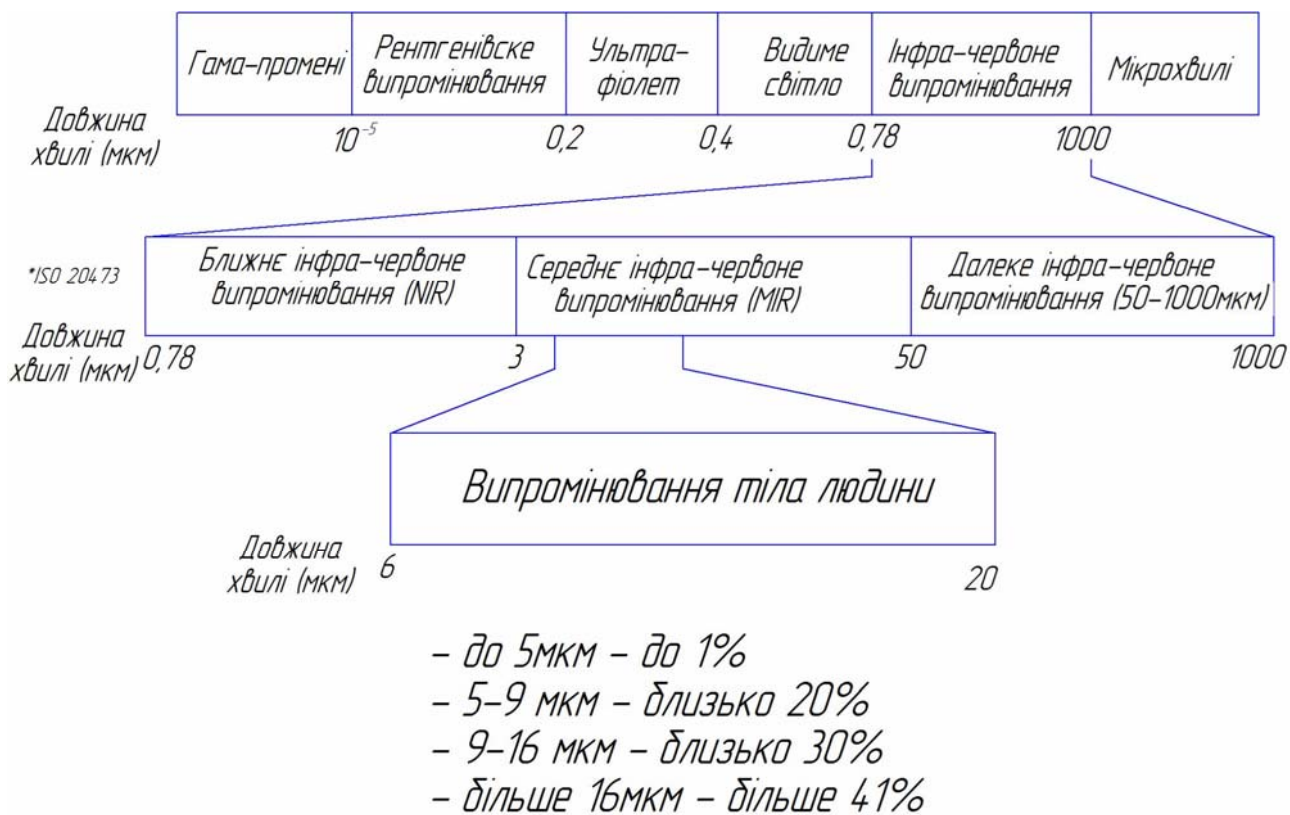 Гама-промені
Рентгенівске
випромінювання
Ультра-
фіолет
Видиме
світло
Інфра-червоне
випромінювання
Мікрохвилі
Довжина
хвилі (мкм)
10⁻⁵
0,2
0,4
0,78
1000
*ISO 20473
Ближнє інфра-червоне
випромінювання (NIR)
Середнє інфра-червоне
випромінювання (MIR)
Далеке інфра-червоне
випромінювання (50-1000мкм)
Довжина
хвилі (мкм)
0,78
3
50
1000
Випромінювання тіла людини
Довжина
хвилі (мкм)
6
20
- до 5мкм - до 1%
- 5-9 мкм - близько 20%
- 9-16 мкм - близько 30%
- більше 16мкм - більше 41%